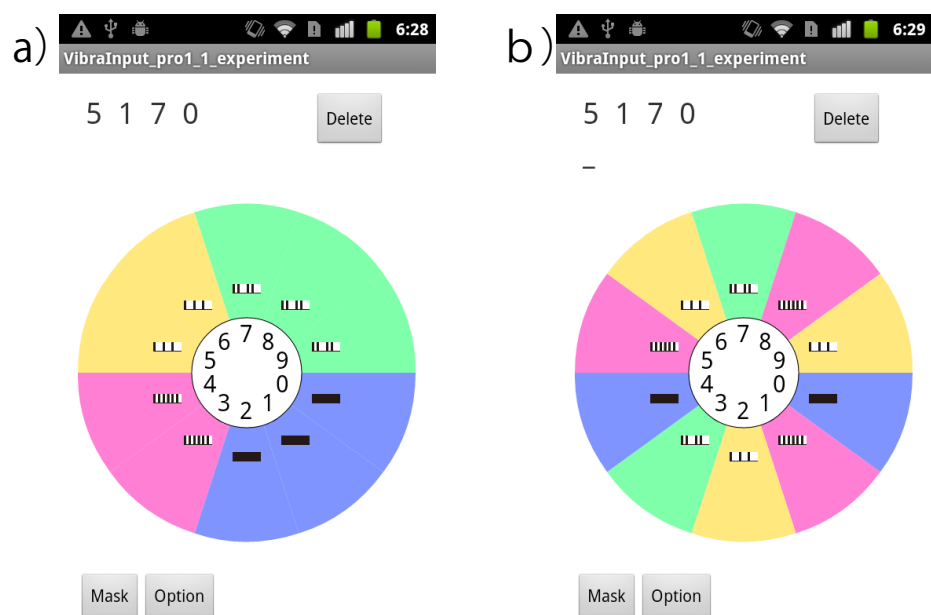 a)
6:28
VibraInput_pro1_1_experiment
5 1 7 0
Delete
7
8
9
0
1
2
3
4
5
6
Mask
Option
b)
6:29
VibraInput_pro1_1_experiment
5 1 7 0
Delete
_
7
8
9
0
1
2
3
4
5
6
Mask
Option